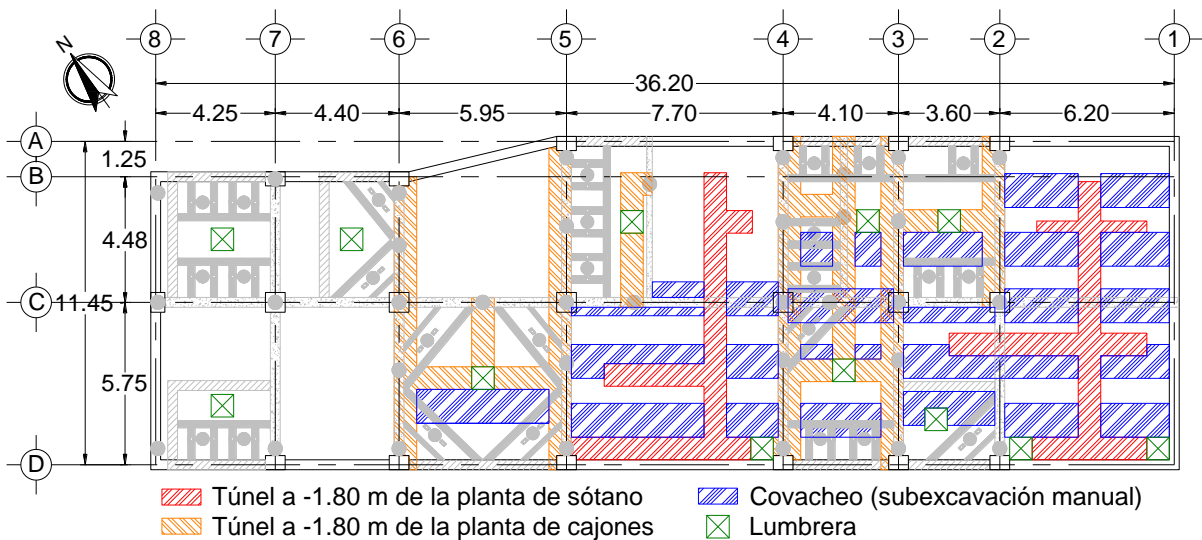 8 7 6 5 4 3 2 1
N
36.20
4.25 4.40 5.95 7.70 4.10 3.60 6.20
A
1.25
B
4.48
C
11.45
5.75
D
Túnel a -1.80 m de la planta de sótano
Covacheo (subexcavación manual)
Túnel a -1.80 m de la planta de cajones
Lumbrera